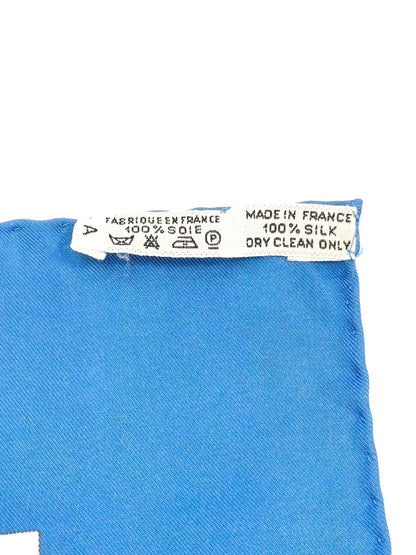 A
FABRIQUE EN FRANCE
100% SOIE
P
MADE IN FRANCE
100% SILK
DRY CLEAN ONLY